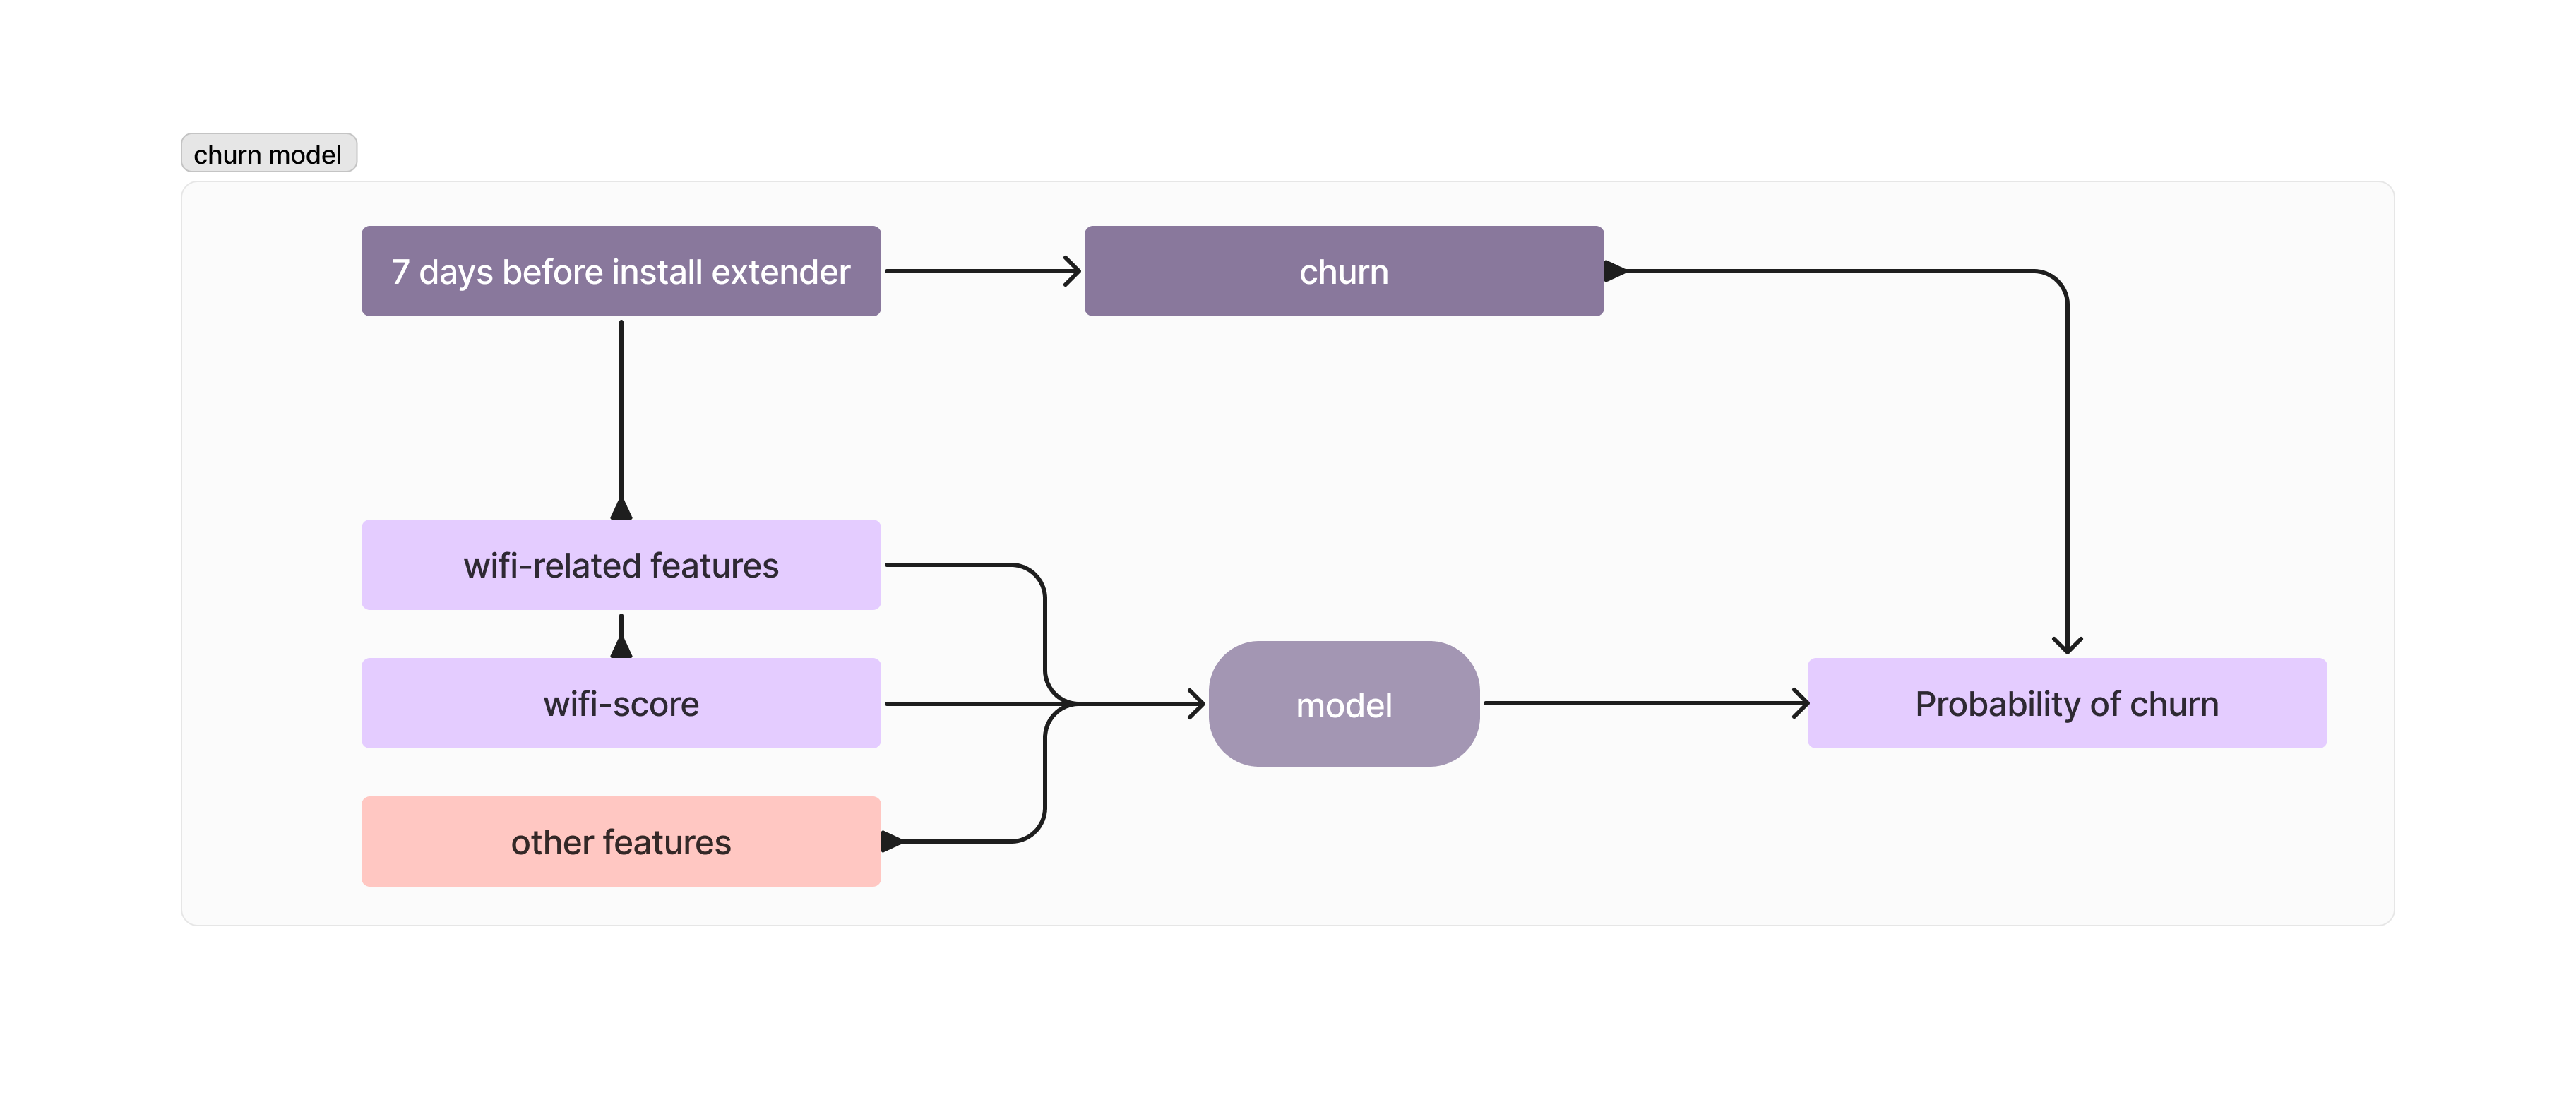 churn model
7 days before install extender
churn
wifi-related features
wifi-score
model
Probability of churn
other features